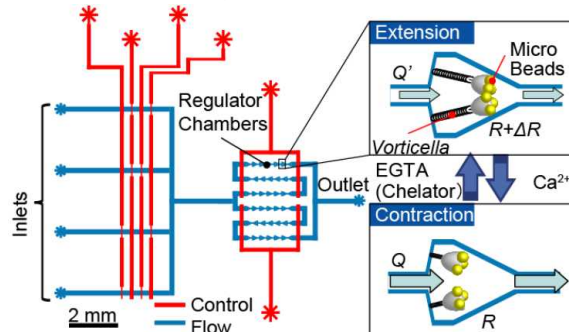 Inlets
Regulator
Chambers
Outlet
2 mm
Control
Flow
Extension
Q'
Micro
Beads
Vorticella
R+ΔR
EGTA
(Chelator)
Ca2+
Contraction
Q
R